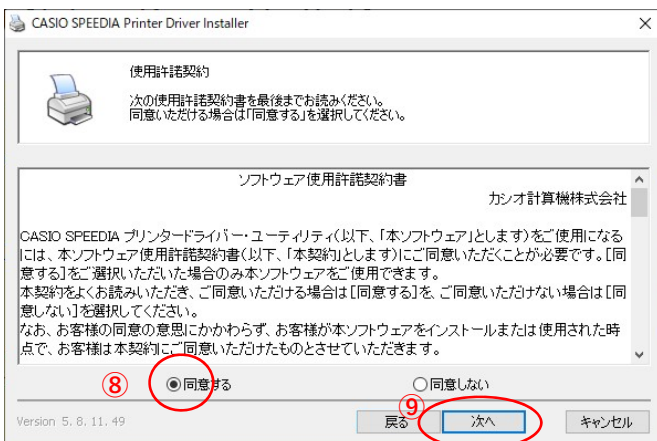 CASIO SPEEDIA Printer Driver Installer
使用許諾契約
次の使用許諾契約書を最後までお読みください。
同意いただける場合は「同意する」を選択してください。
ソフトウェア使用許諾契約書
カシオ計算機株式会社
CASIO SPEEDIA プリンタードライバー・ユーティリティ(以下、「本ソフトウェア」とします)をご使用になる
には、本ソフトウェア使用許諾契約書(以下、「本契約」とします)にご同意いただくことが必要です。[同
意する]をご選択いただいた場合のみ本ソフトウェアをご使用できます。
本契約をよくお読みいただき、ご同意いただける場合は[同意する]を、ご同意いただけない場合は[同
意しない]を選択してください。
なお、お客様の同意の意思にかかわらず、お客様が本ソフトウェアをインストールまたは使用された時
点で、お客様は本契約にご同意いただけたものとさせていただきます。
⑧ 同意する 同意しない
Version 5.8.11.49 戻る ⑨ 次へ キャンセル